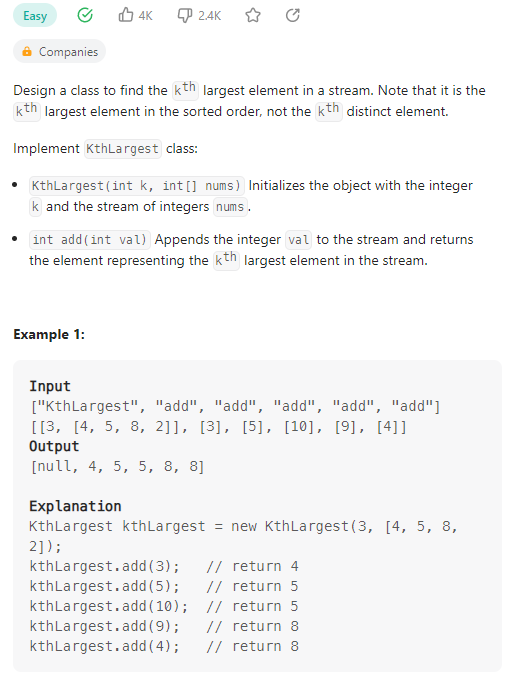 Easy 4K 2.4K
Companies
Design a class to find the kth largest element in a stream. Note that it is the
kth largest element in the sorted order, not the kth distinct element.
Implement KthLargest class:
• KthLargest(int k, int[] nums) Initializes the object with the integer
k and the stream of integers nums.
• int add(int val) Appends the integer val to the stream and returns
the element representing the kth largest element in the stream.
Example 1:
Input
["KthLargest", "add", "add", "add", "add", "add"]
[[3, [4, 5, 8, 2]], [3], [5], [10], [9], [4]]
Output
[null, 4, 5, 5, 8, 8]
Explanation
KthLargest kthLargest = new KthLargest(3, [4, 5, 8,
2]);
kthLargest.add(3);   // return 4
kthLargest.add(5);   // return 5
kthLargest.add(10);  // return 5
kthLargest.add(9);   // return 8
kthLargest.add(4);   // return 8